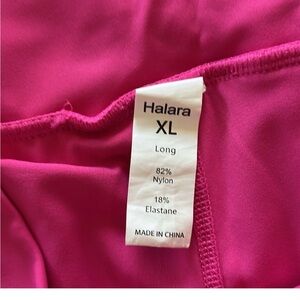 Halara
XL
Long
82%
Nylon
18%
Elastane
MADE IN CHINA